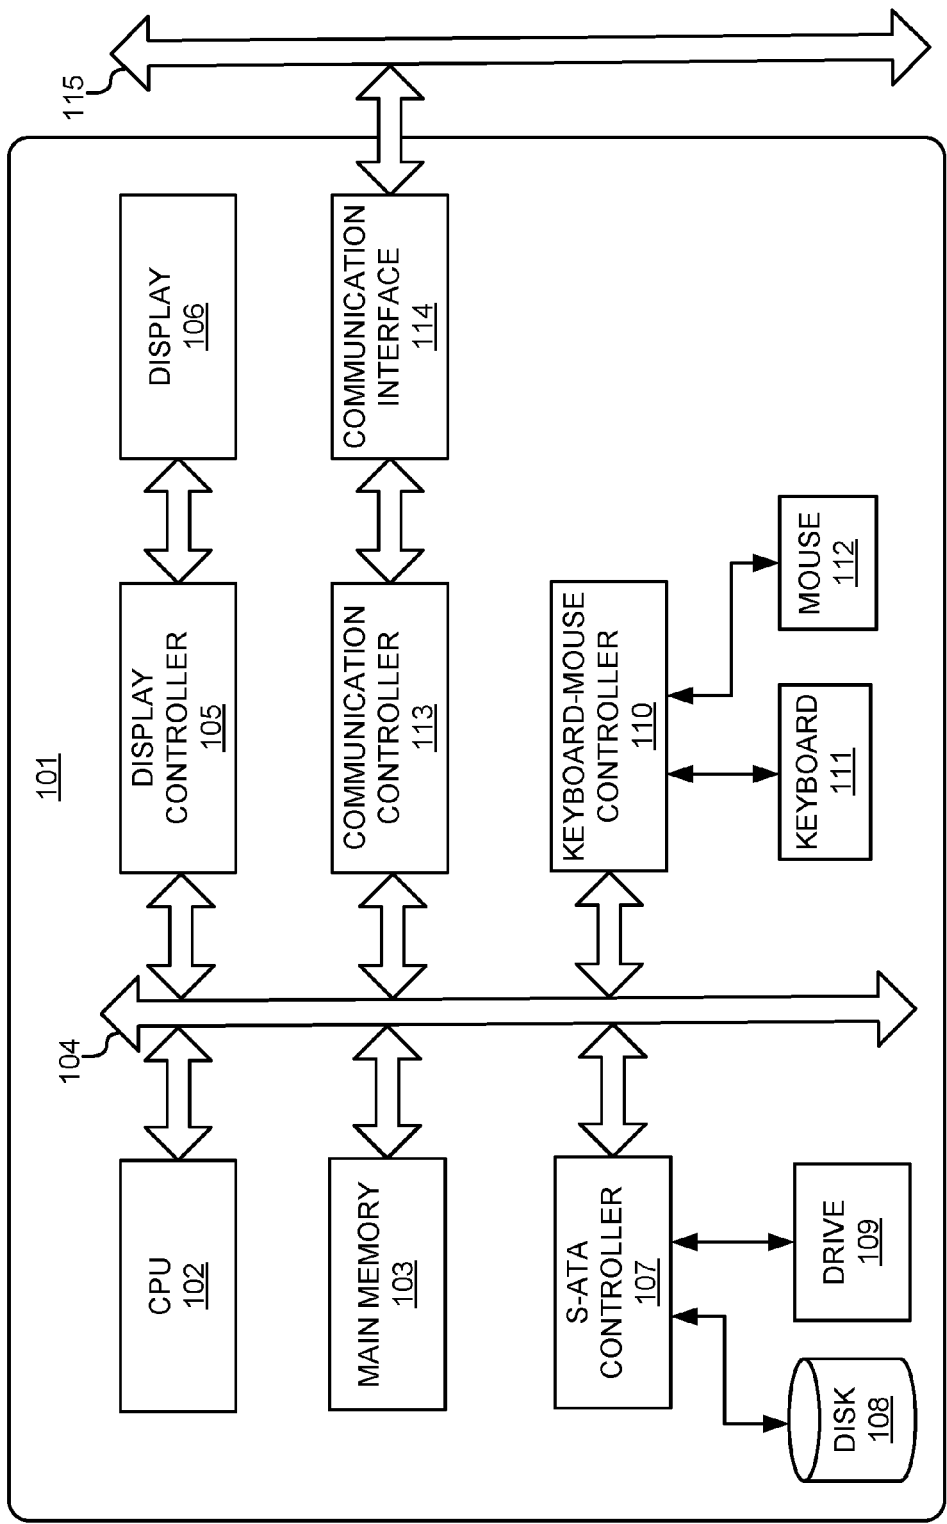 101
CPU
102
104
DISPLAY
CONTROLLER
105
DISPLAY
106
115
MAIN MEMORY
103
COMMUNICATION
CONTROLLER
113
COMMUNICATION
INTERFACE
114
S-ATA
CONTROLLER
107
KEYBOARD-MOUSE
CONTROLLER
110
DISK
108
DRIVE
109
KEYBOARD
111
MOUSE
112